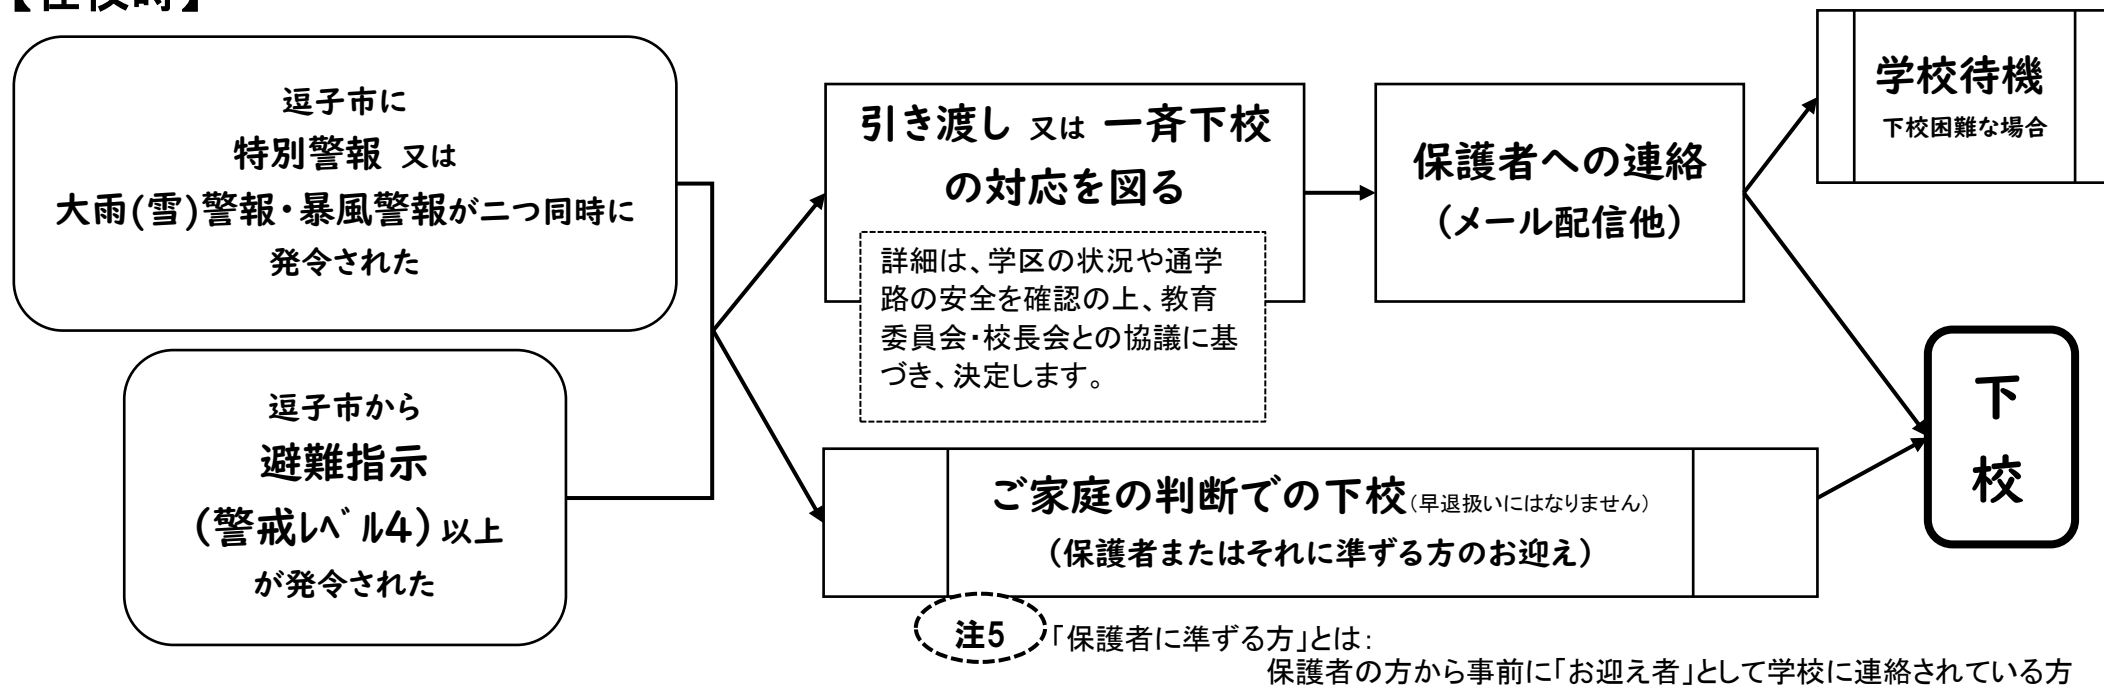 【在校時】
逗子市に
特別警報 又は
大雨(雪)警報・暴風警報が二つ同時に
発令された
逗子市から
避難指示
(警戒レベル4)以上
が発令された
引き渡し 又は 一斉下校
の対応を図る
詳細は、学区の状況や通学
路の安全を確認の上、教育
委員会・校長会との協議に基
づき、決定します。
保護者への連絡
(メール配信他)
学校待機
下校困難な場合
ご家庭の判断での下校(早退扱いにはなりません)
(保護者またはそれに準ずる方のお迎え)
下
校
注5 「保護者に準ずる方」とは:
保護者の方から事前に「お迎え者」として学校に連絡されている方